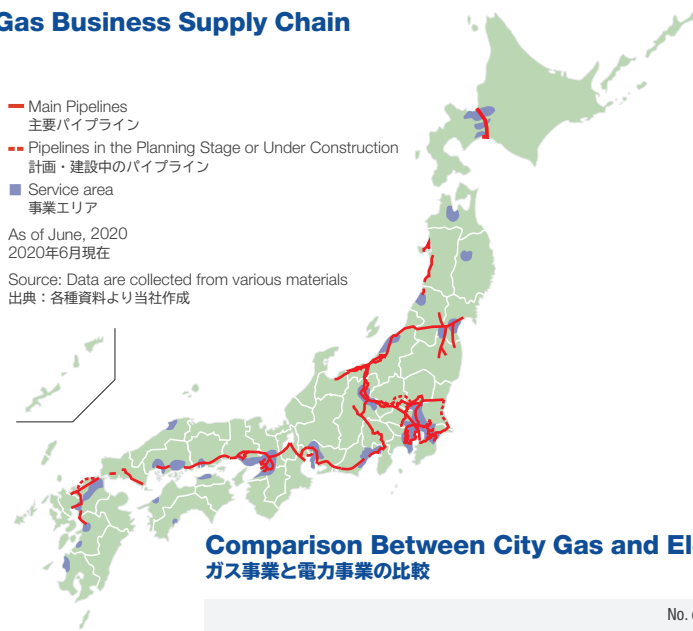 Gas Business Supply Chain
Main Pipelines
主要パイプライン
Pipelines in the Planning Stage or Under Construction
計画・建設中のパイプライン
Service area
事業エリア
As of June, 2020
2020年6月現在
Source: Data are collected from various materials
出典：各種資料より当社作成
Comparison Between City Gas and El
ガス事業と電力事業の比較
No.